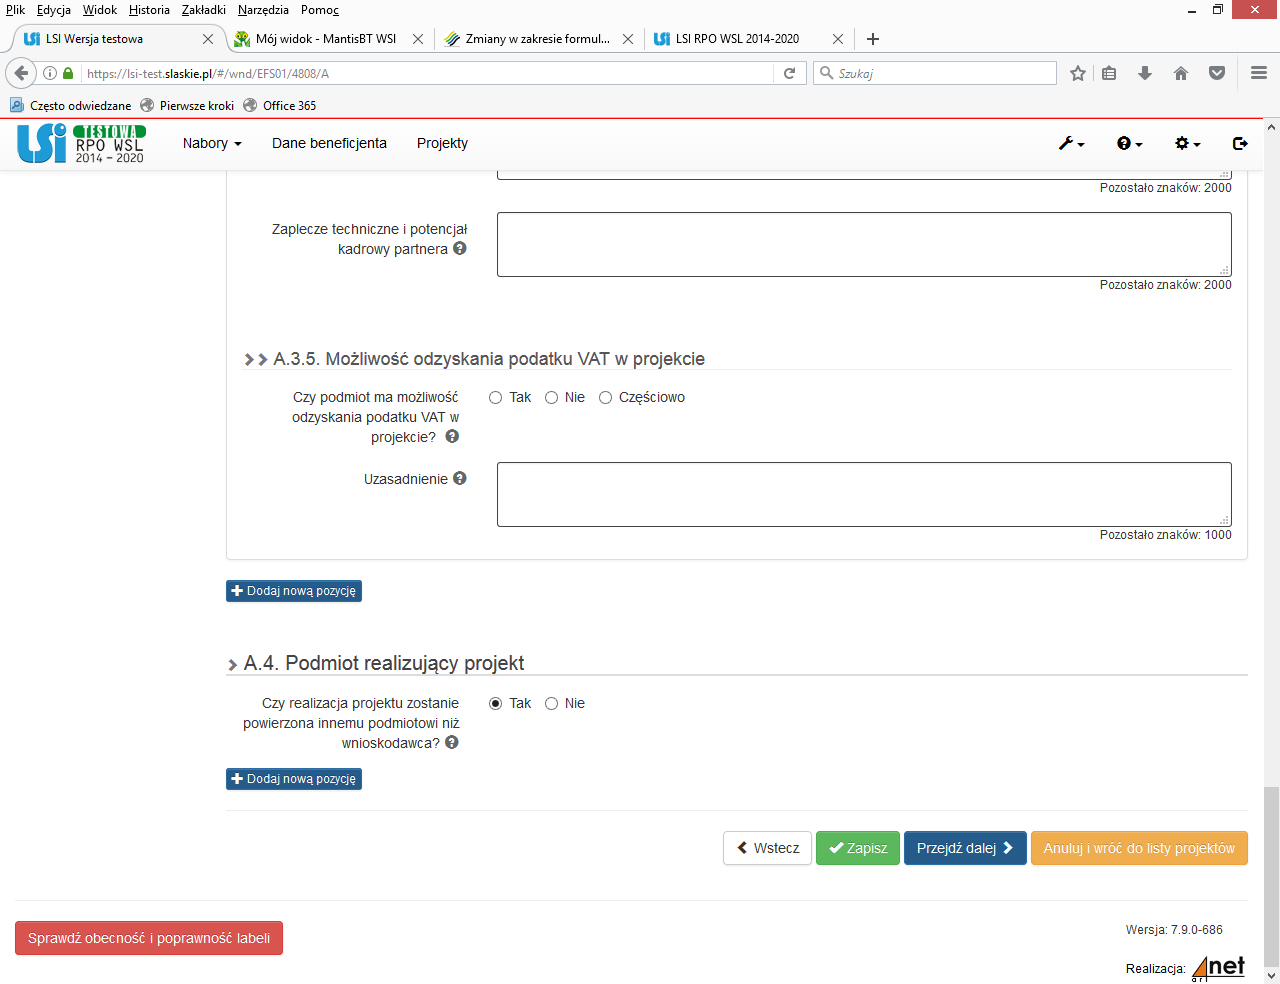 Plik Edycja Widok Historia Zakładki Narzędzia Pomoc
LSI Wersja testowa
Mój widok - MantisBT WSI
Zmiany w zakresie formul...
LSI RPO WSL 2014-2020
https://lsi-test.slaskie.pl/#/wnd/EFS01/4808/A
Szukaj
Często odwiedzane Pierwsze kroki Office 365
LSi TESTOWA
RPO WSL
2014 – 2020
Nabory Dane beneficjenta Projekty
Pozostało znaków: 2000
Zaplecze techniczne i potencjał
kadrowy partnera
Pozostało znaków: 2000
A.3.5. Możliwość odzyskania podatku VAT w projekcie
Czy podmiot ma możliwość
odzyskania podatku VAT w
projekcie?
Tak Nie Częściowo
Uzasadnienie
Pozostało znaków: 1000
Dodaj nową pozycję
A.4. Podmiot realizujący projekt
Czy realizacja projektu zostanie
powierzona innemu podmiotowi niż
wnioskodawca?
Tak Nie
Dodaj nową pozycję
Wstecz Zapisz Przejdź dalej Anuluj i wróć do listy projektów
Sprawdź obecność i poprawność labeli
Wersja: 7.9.0-686
Realizacja: 4net
art